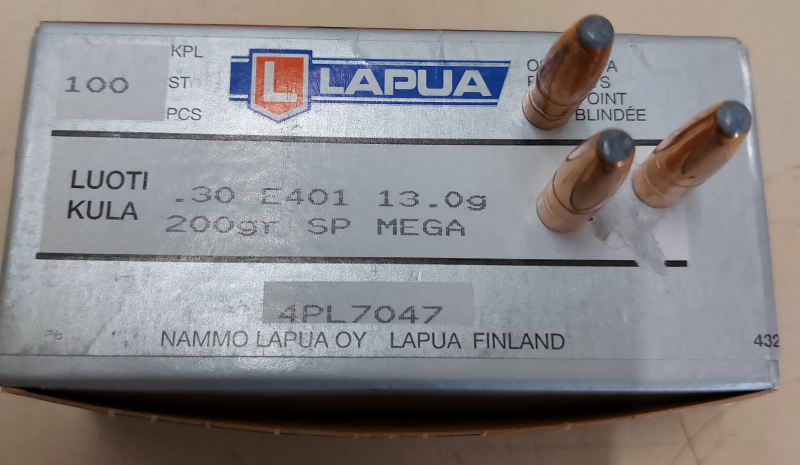 100
KPL
ST
PCS
L LAPUA
POINT
BLINDÉE
LUOTI
KULA
.30 E401 13.0g
200gr SP MEGA
4PL7047
NAMMO LAPUA OY LAPUA FINLAND
432